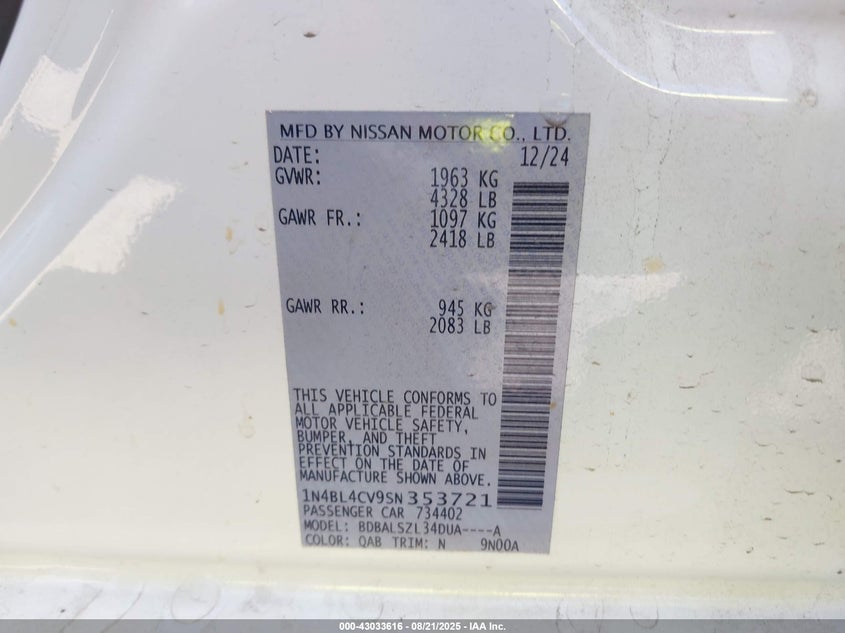 MFD BY NISSAN MOTOR CO., LTD.
DATE: 12/24
GVWR: 1963 KG
4328 LB
GAWR FR.: 1097 KG
2418 LB
GAWR RR.: 945 KG
2083 LB
THIS VEHICLE CONFORMS TO
ALL APPLICABLE FEDERAL
MOTOR VEHICLE SAFETY,
BUMPER, AND THEFT
PREVENTION STANDARDS IN
EFFECT ON THE DATE OF
MANUFACTURE SHOWN ABOVE.
1N4BL4CV9SN353721
PASSENGER CAR 734402
MODEL: BDBALSZL34DUA----A
COLOR: QAB TRIM: N 9N00A
000-43033616 - 08/21/2025 - IAA Inc.